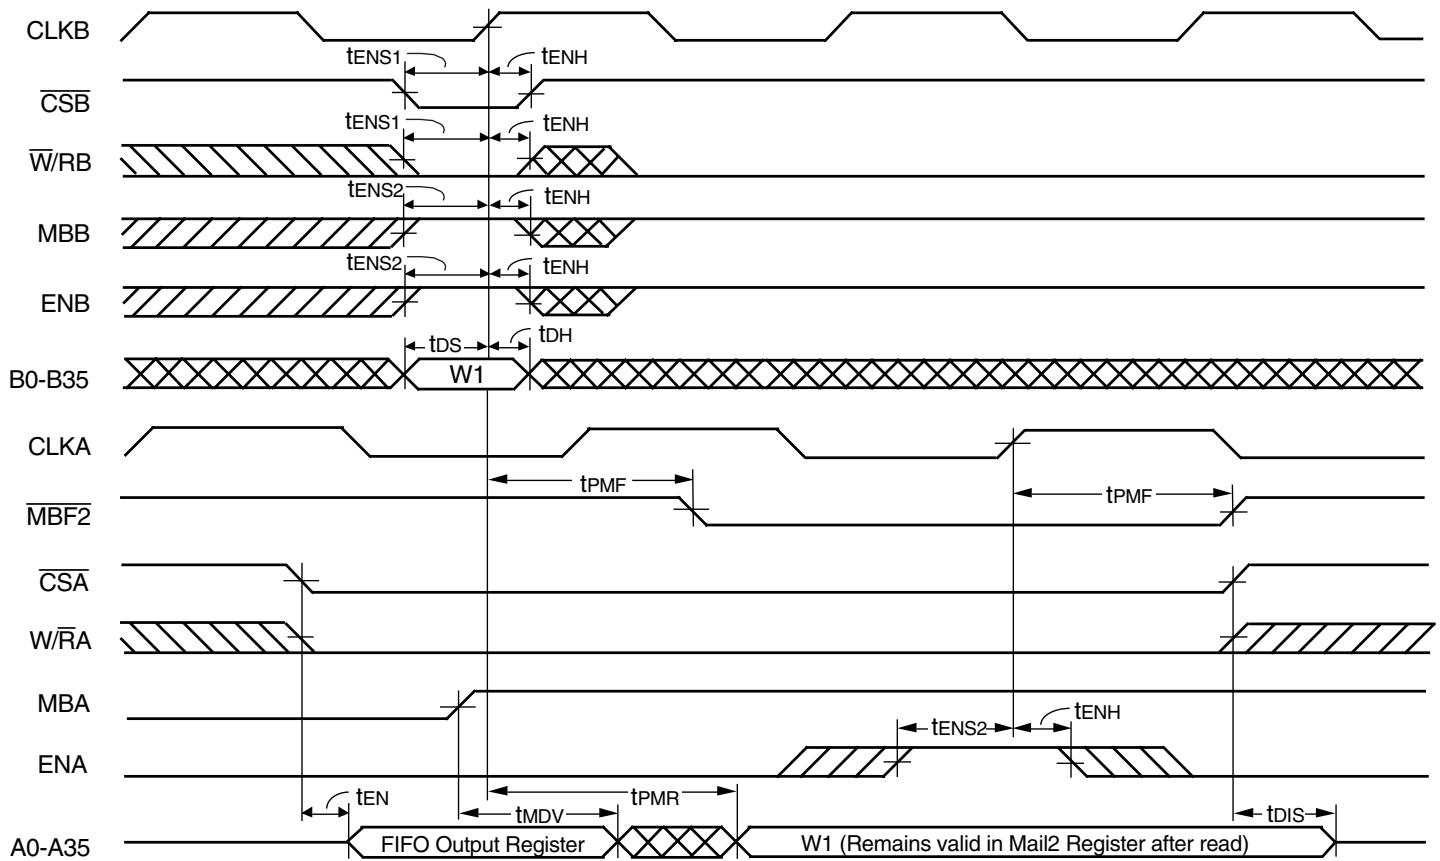 CLKB
tENS1 tENH
CSB
tENS1 tENH
W/RB
tENS2 tENH
MBB
tENS2 tENH
ENB
tDS tDH
B0-B35 W1
CLKA
tPMF tPMF
MBF2
CSA
W/RA
MBA
tENS2 tENH
ENA
tEN tMDV tPMR tDIS
A0-A35 FIFO Output Register W1 (Remains valid in Mail2 Register after read)